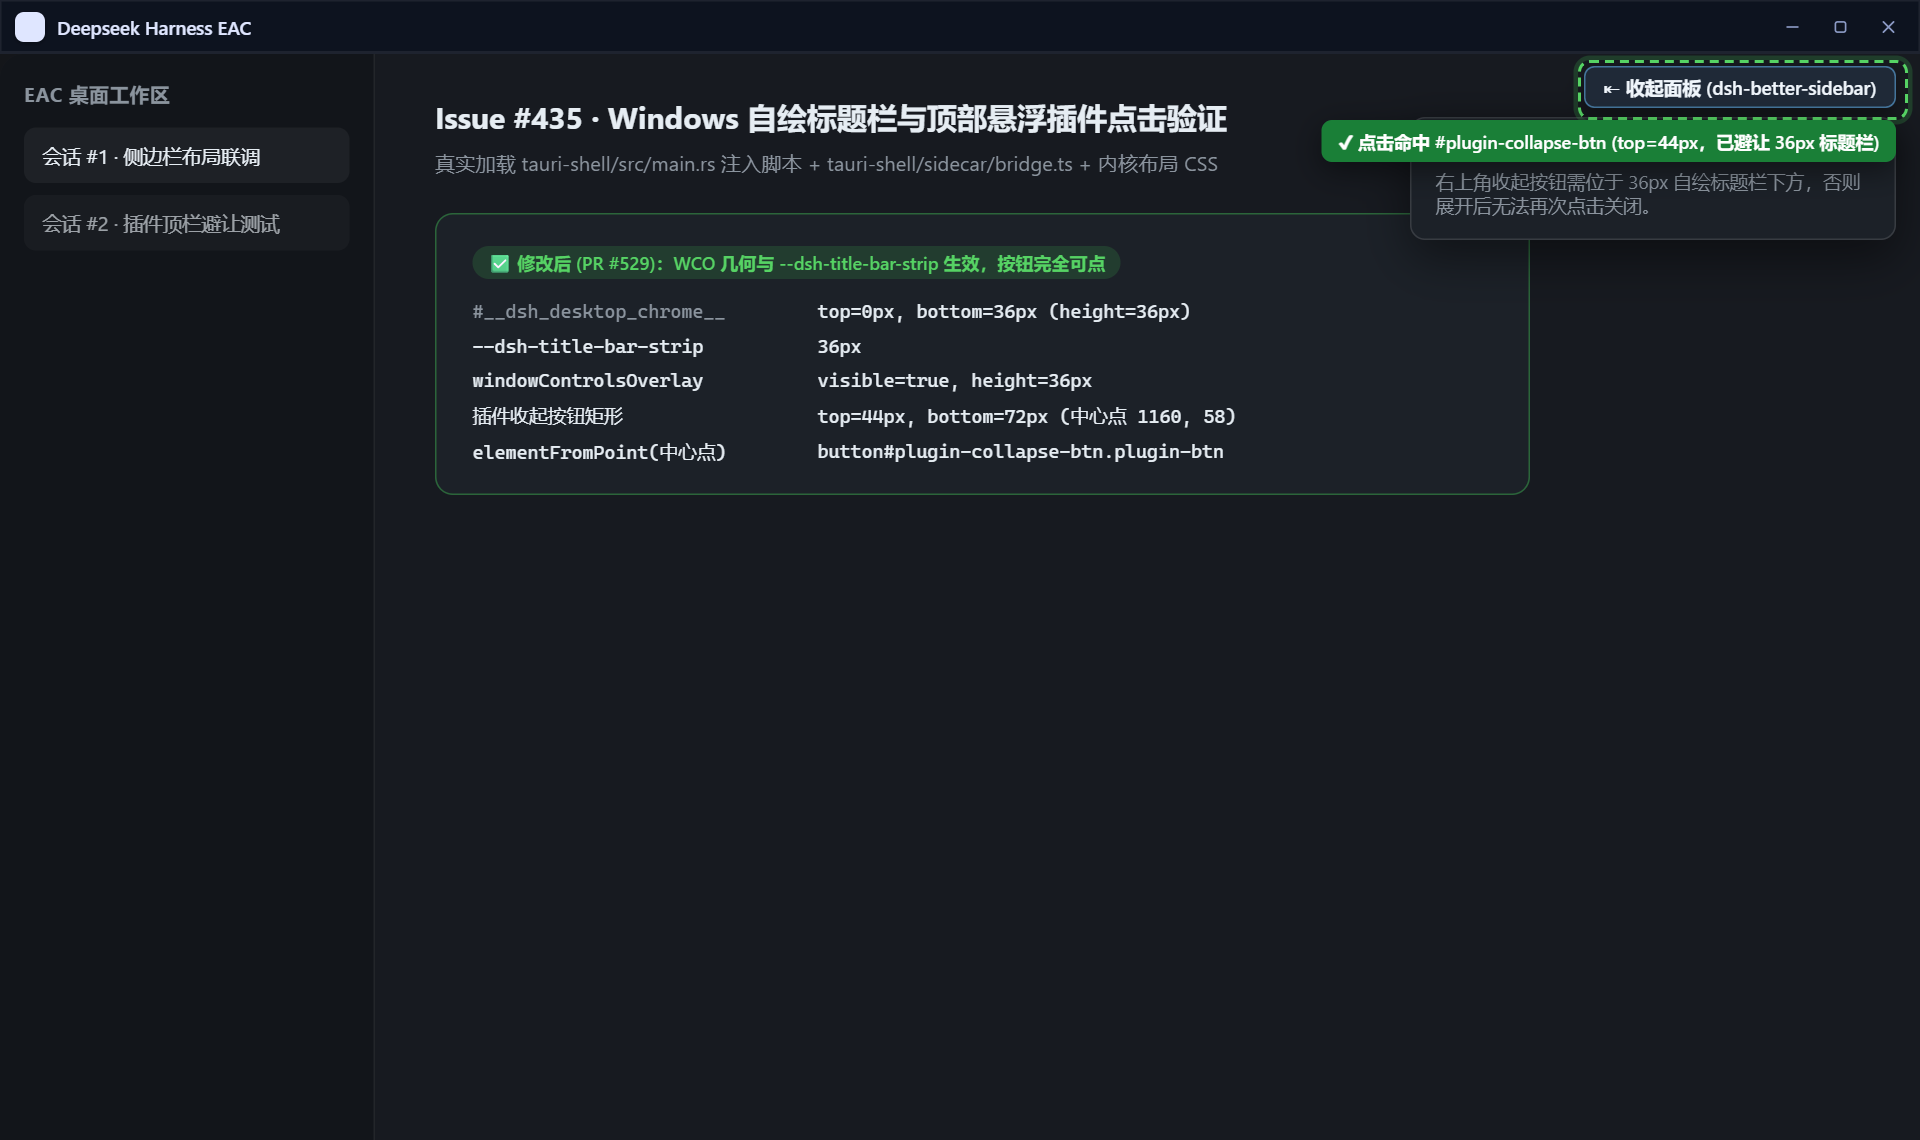 Deepseek Harness EAC
EAC 桌面工作区
会话 #1 · 侧边栏布局联调
会话 #2 · 插件顶栏避让测试
Issue #435 · Windows 自绘标题栏与顶部悬浮插件点击验证
真实加载 tauri-shell/src/main.rs 注入脚本 + tauri-shell/sidecar/bridge.ts + 内核布局 CSS
⇤ 收起面板 (dsh-better-sidebar)
✓ 点击命中 #plugin-collapse-btn (top=44px，已避让 36px 标题栏)
右上角收起按钮需位于 36px 自绘标题栏下方，否则
展开后无法再次点击关闭。
✅ 修改后 (PR #529)：WCO 几何与 --dsh-title-bar-strip 生效，按钮完全可点
#__dsh_desktop_chrome__ top=0px, bottom=36px (height=36px)
--dsh-title-bar-strip 36px
windowControlsOverlay visible=true, height=36px
插件收起按钮矩形 top=44px, bottom=72px (中心点 1160, 58)
elementFromPoint(中心点) button#plugin-collapse-btn.plugin-btn